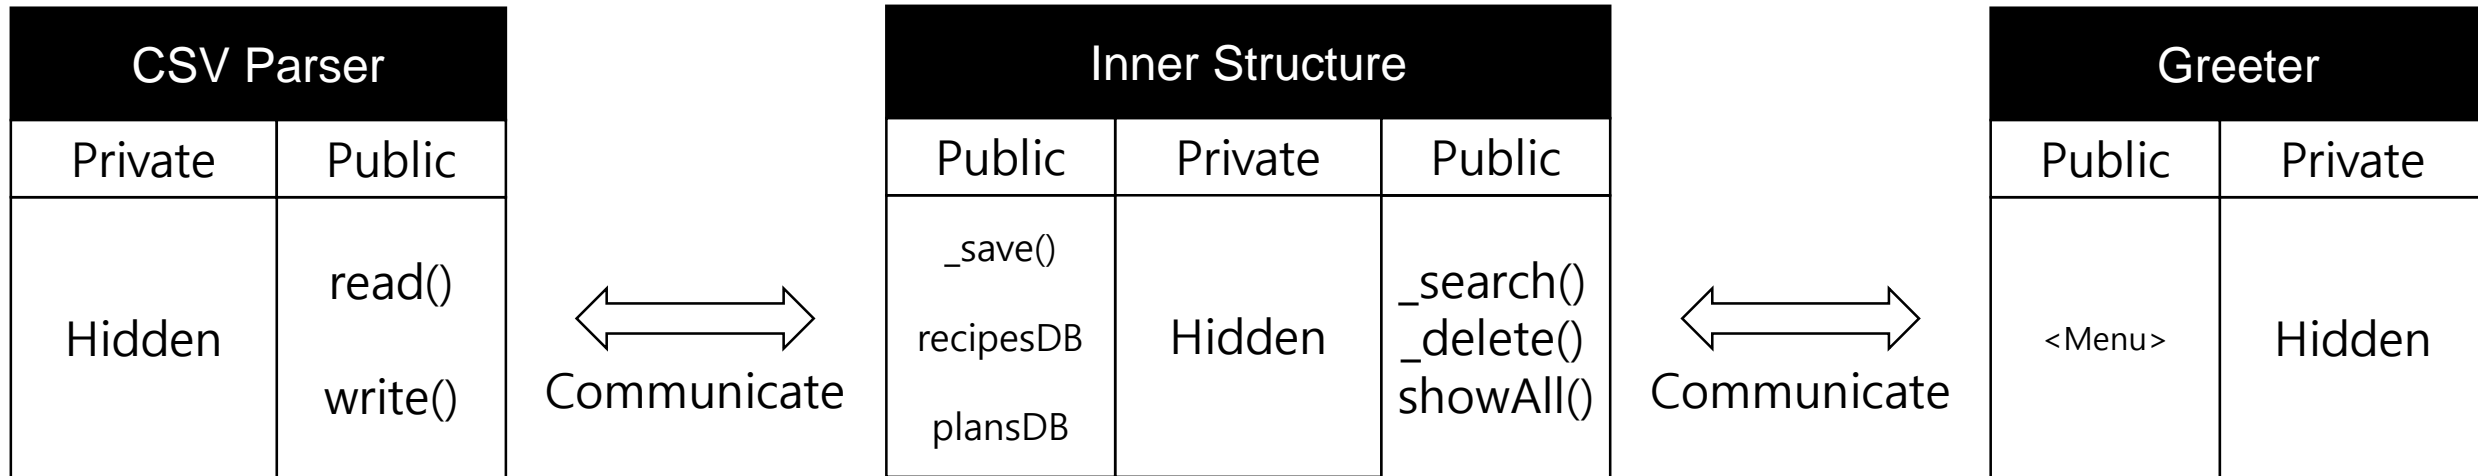 CSV Parser
Private
Public
Hidden
read()
write()
Communicate
Inner Structure
Public
Private
Public
_save()
recipesDB
plansDB
Hidden
_search()
_delete()
showAll()
Communicate
Greeter
Public
Private
<Menu>
Hidden